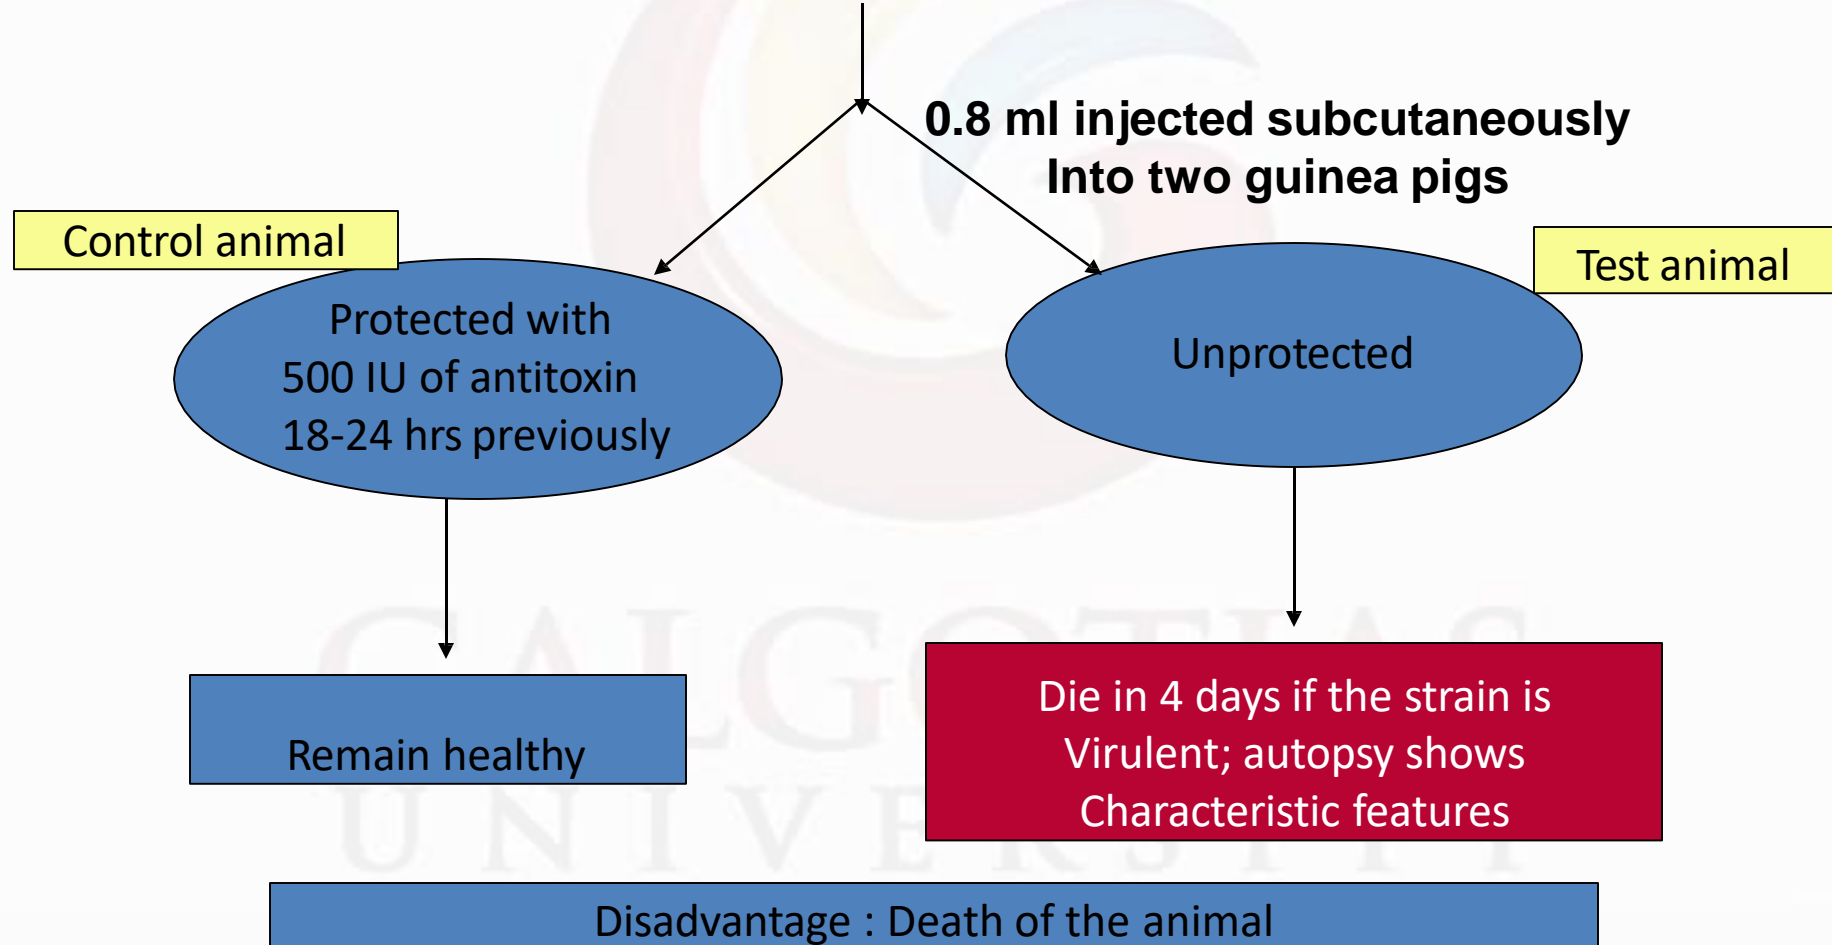 0.8 ml injected subcutaneously
Into two guinea pigs
Control animal
Test animal
Protected with
500 IU of antitoxin
18-24 hrs previously
Unprotected
Remain healthy
Die in 4 days if the strain is
Virulent; autopsy shows
Characteristic features
GALGOTIAS
UNIVERSITY
Disadvantage : Death of the animal